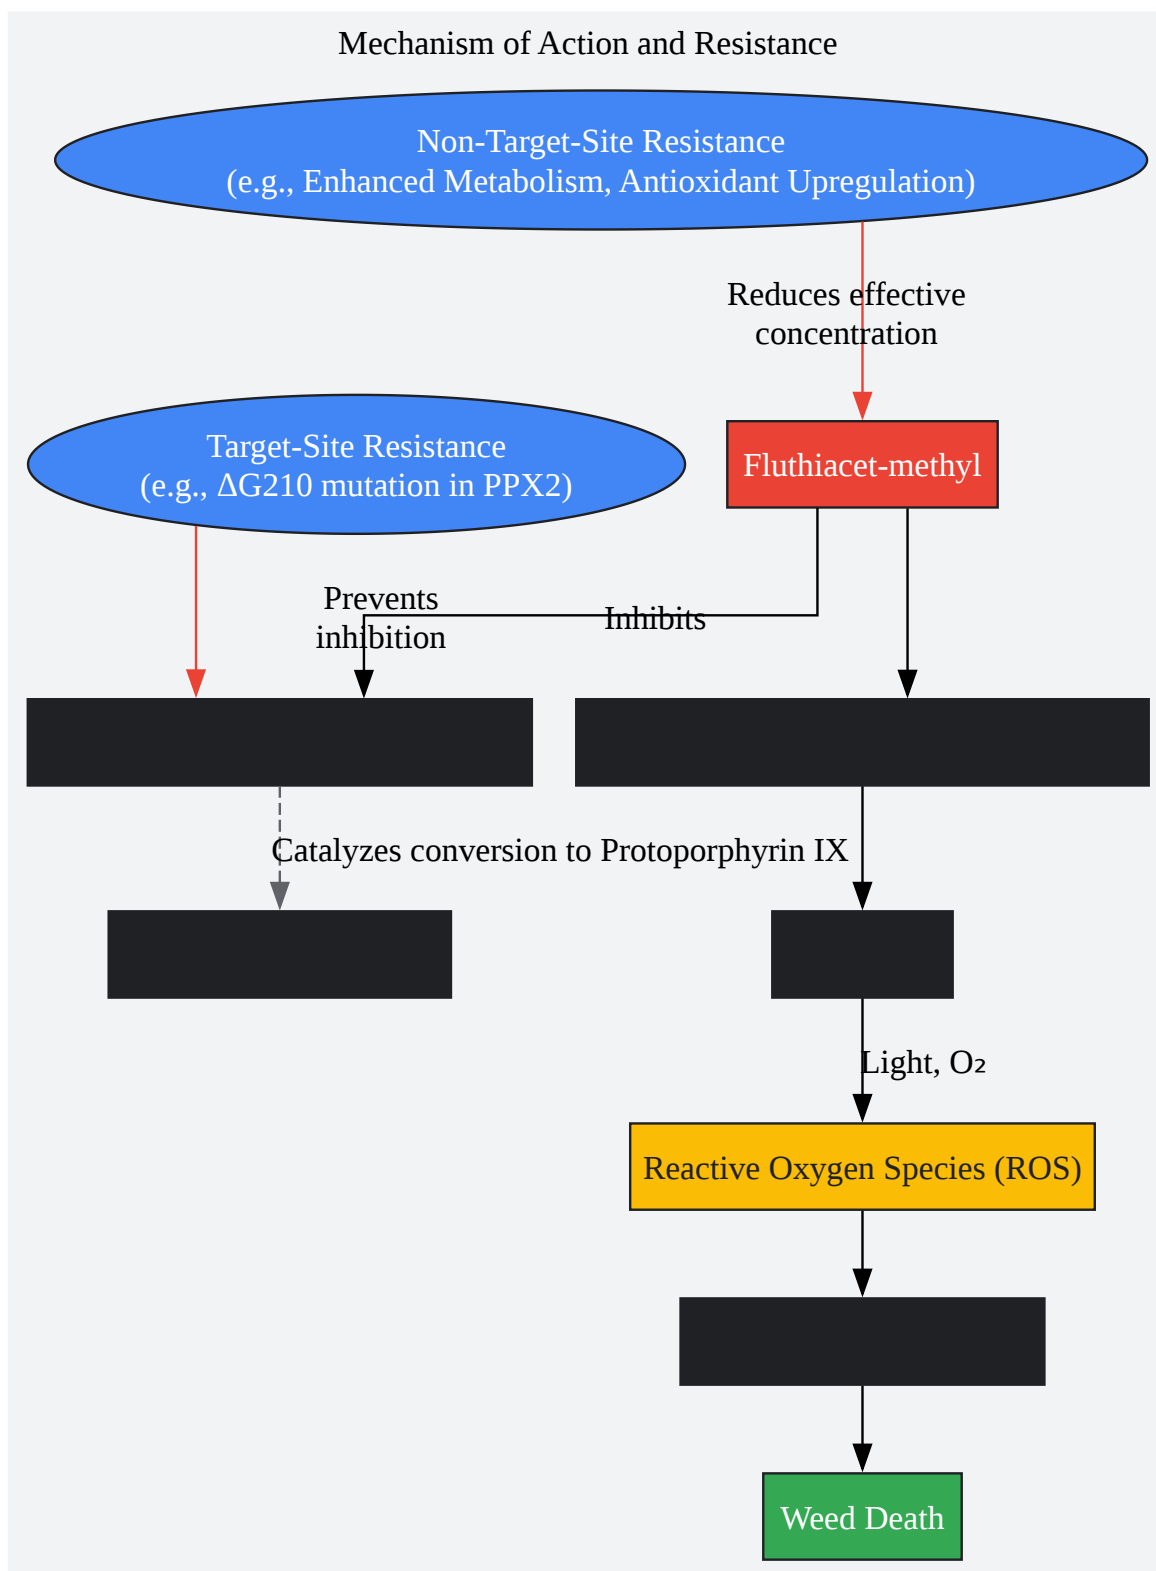 Mechanism of Action and Resistance
Non-Target-Site Resistance
(e.g., Enhanced Metabolism, Antioxidant Upregulation)
Reduces effective
concentration
Target-Site Resistance
(e.g., ΔG210 mutation in PPX2)
Fluthiacet-methyl
Prevents
inhibition
Inhibits
Catalyzes conversion to Protoporphyrin IX
Light, O₂
Reactive Oxygen Species (ROS)
Weed Death